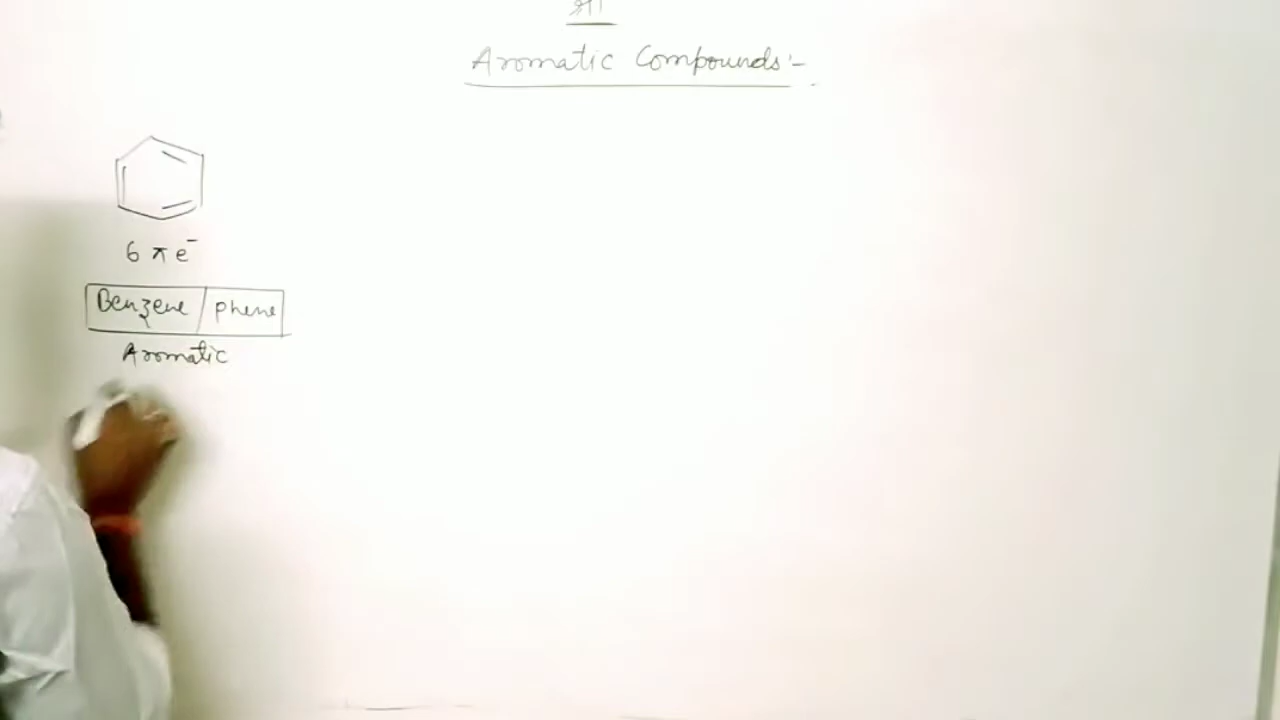 श्री
Aromatic Compounds:-
6 π e⁻
Benzene / phene
Aromatic